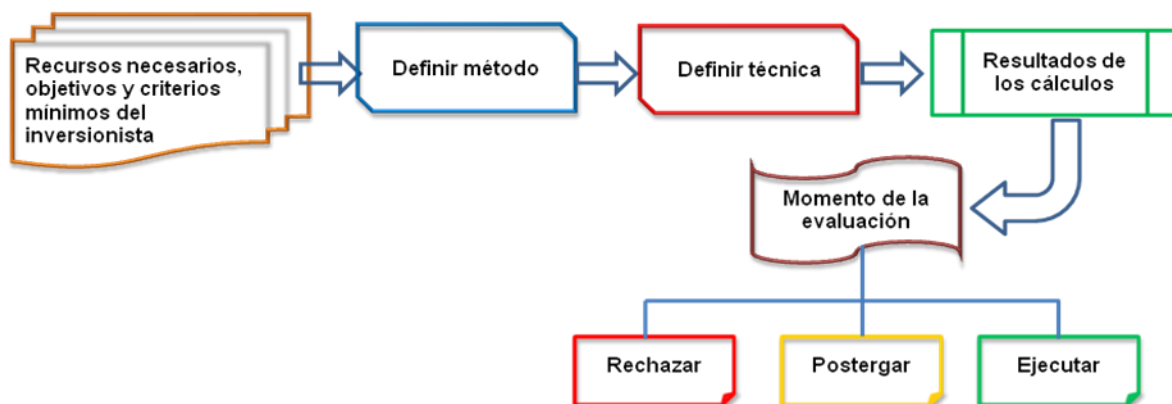 Recursos necesarios,
objetivos y criterios
mínimos del
inversionista
Definir método
Definir técnica
Resultados de
los cálculos
Momento de la
evaluación
Rechazar
Postergar
Ejecutar